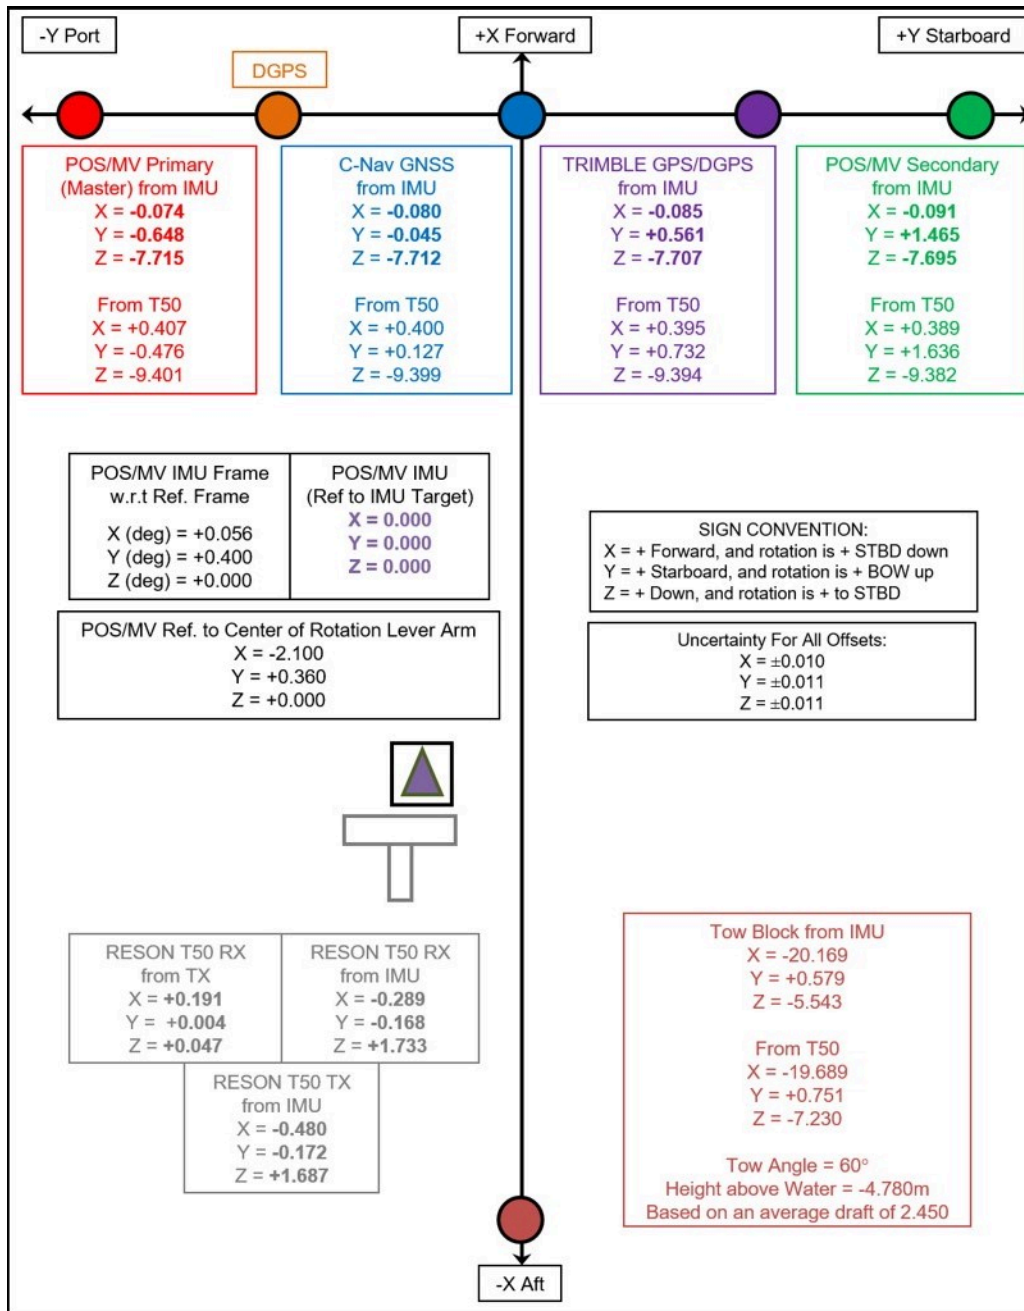 -Y Port
+X Forward
+Y Starboard
DGPS
POS/MV Primary
(Master) from IMU
X = -0.074
Y = -0.648
Z = -7.715
From T50
X = +0.407
Y = -0.476
Z = -9.401
C-Nav GNSS
from IMU
X = -0.080
Y = -0.045
Z = -7.712
From T50
X = +0.400
Y = +0.127
Z = -9.399
TRIMBLE GPS/DGPS
from IMU
X = -0.085
Y = +0.561
Z = -7.707
From T50
X = +0.395
Y = +0.732
Z = -9.394
POS/MV Secondary
from IMU
X = -0.091
Y = +1.465
Z = -7.695
From T50
X = +0.389
Y = +1.636
Z = -9.382
POS/MV IMU Frame
w.r.t Ref. Frame
X (deg) = +0.056
Y (deg) = +0.400
Z (deg) = +0.000
POS/MV IMU
(Ref to IMU Target)
X = 0.000
Y = 0.000
Z = 0.000
SIGN CONVENTION:
X = + Forward, and rotation is + STBD down
Y = + Starboard, and rotation is + BOW up
Z = + Down, and rotation is + to STBD
POS/MV Ref. to Center of Rotation Lever Arm
X = -2.100
Y = +0.360
Z = +0.000
Uncertainty For All Offsets:
X = ±0.010
Y = ±0.011
Z = ±0.011
RESON T50 RX
from TX
X = +0.191
Y = +0.004
Z = +0.047
RESON T50 RX
from IMU
X = -0.289
Y = -0.168
Z = +1.733
RESON T50 TX
from IMU
X = -0.480
Y = -0.172
Z = +1.687
Tow Block from IMU
X = -20.169
Y = +0.579
Z = -5.543
From T50
X = -19.689
Y = +0.751
Z = -7.230
Tow Angle = 60°
Height above Water = -4.780m
Based on an average draft of 2.450
-X Aft